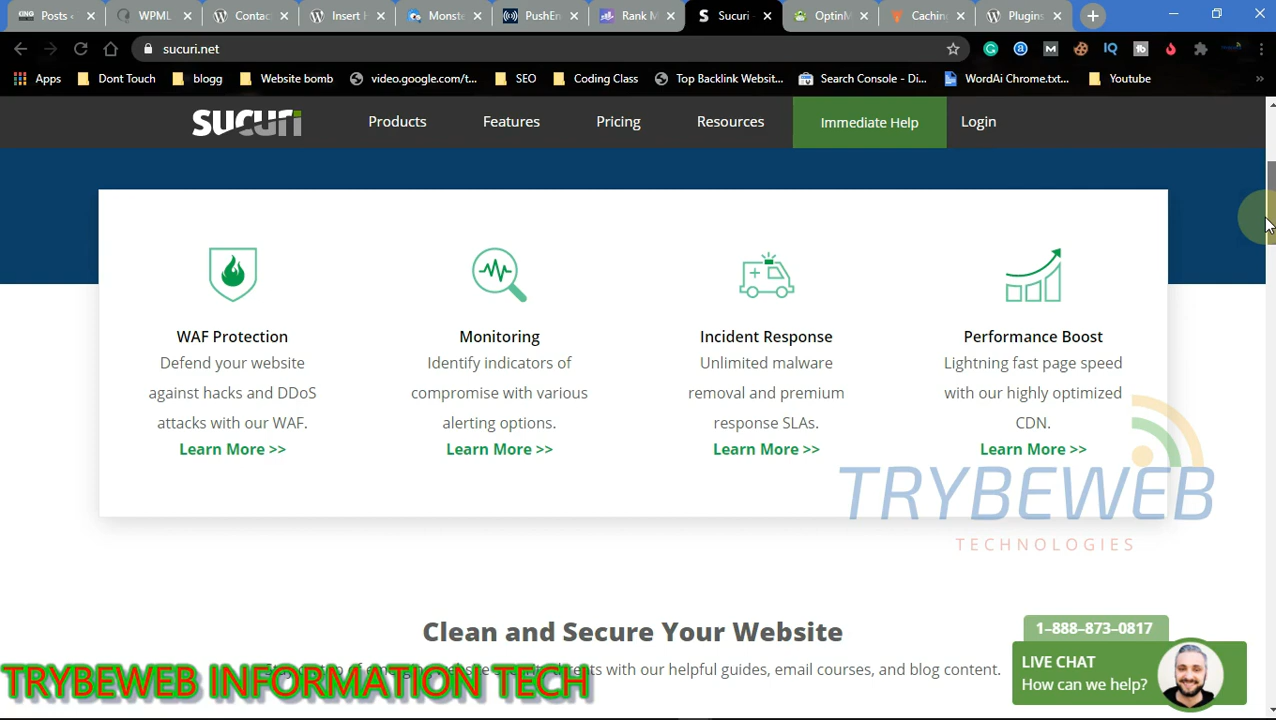 Posts
WPML
Contac
Insert H
Monste
PushEn
Rank M
Sucuri
OptinM
Caching
Plugins
sucuri.net
Apps
Dont Touch
blogg
Website bomb
video.google.com/t...
SEO
Coding Class
Top Backlink Websit...
Search Console - Di...
WordAi Chrome.txt...
Youtube
SUCURI
Products
Features
Pricing
Resources
Immediate Help
Login
WAF Protection
Defend your website
against hacks and DDoS
attacks with our WAF.
Learn More >>
Monitoring
Identify indicators of
compromise with various
alerting options.
Learn More >>
Incident Response
Unlimited malware
removal and premium
response SLAs.
Learn More >>
Performance Boost
Lightning fast page speed
with our highly optimized
CDN.
Learn More >>
TRYBEWEB
TECHNOLOGIES
Clean and Secure Your Website
threats with our helpful guides, email courses, and blog content.
TRYBEWEB INFORMATION TECH
1-888-873-0817
LIVE CHAT
How can we help?